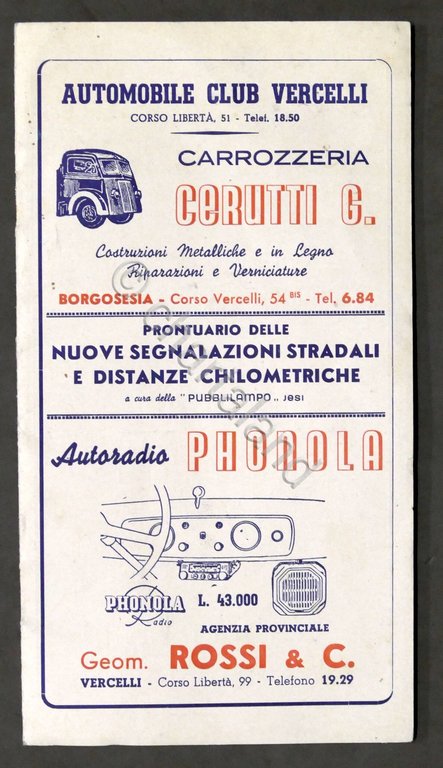 AUTOMOBILE CLUB VERCELLI
CORSO LIBERTÀ, 51 - Telef. 18.50
CARROZZERIA
CERUTTI G.
Costruzioni Metalliche e in Legno
Riparazioni e Verniciature
BORGOSESIA - Corso Vercelli, 54 BIS - Tel. 6.84
PRONTUARIO DELLE
NUOVE SEGNALAZIONI STRADALI
E DISTANZE CHILOMETRICHE
a cura della "PUBBLILAMPO,, JESI
Autoradio PHONOLA
PHONOLA
Radio
L. 43.000
AGENZIA PROVINCIALE
Geom. ROSSI & C.
VERCELLI - Corso Libertà, 99 - Telefono 19.29
© chartaland